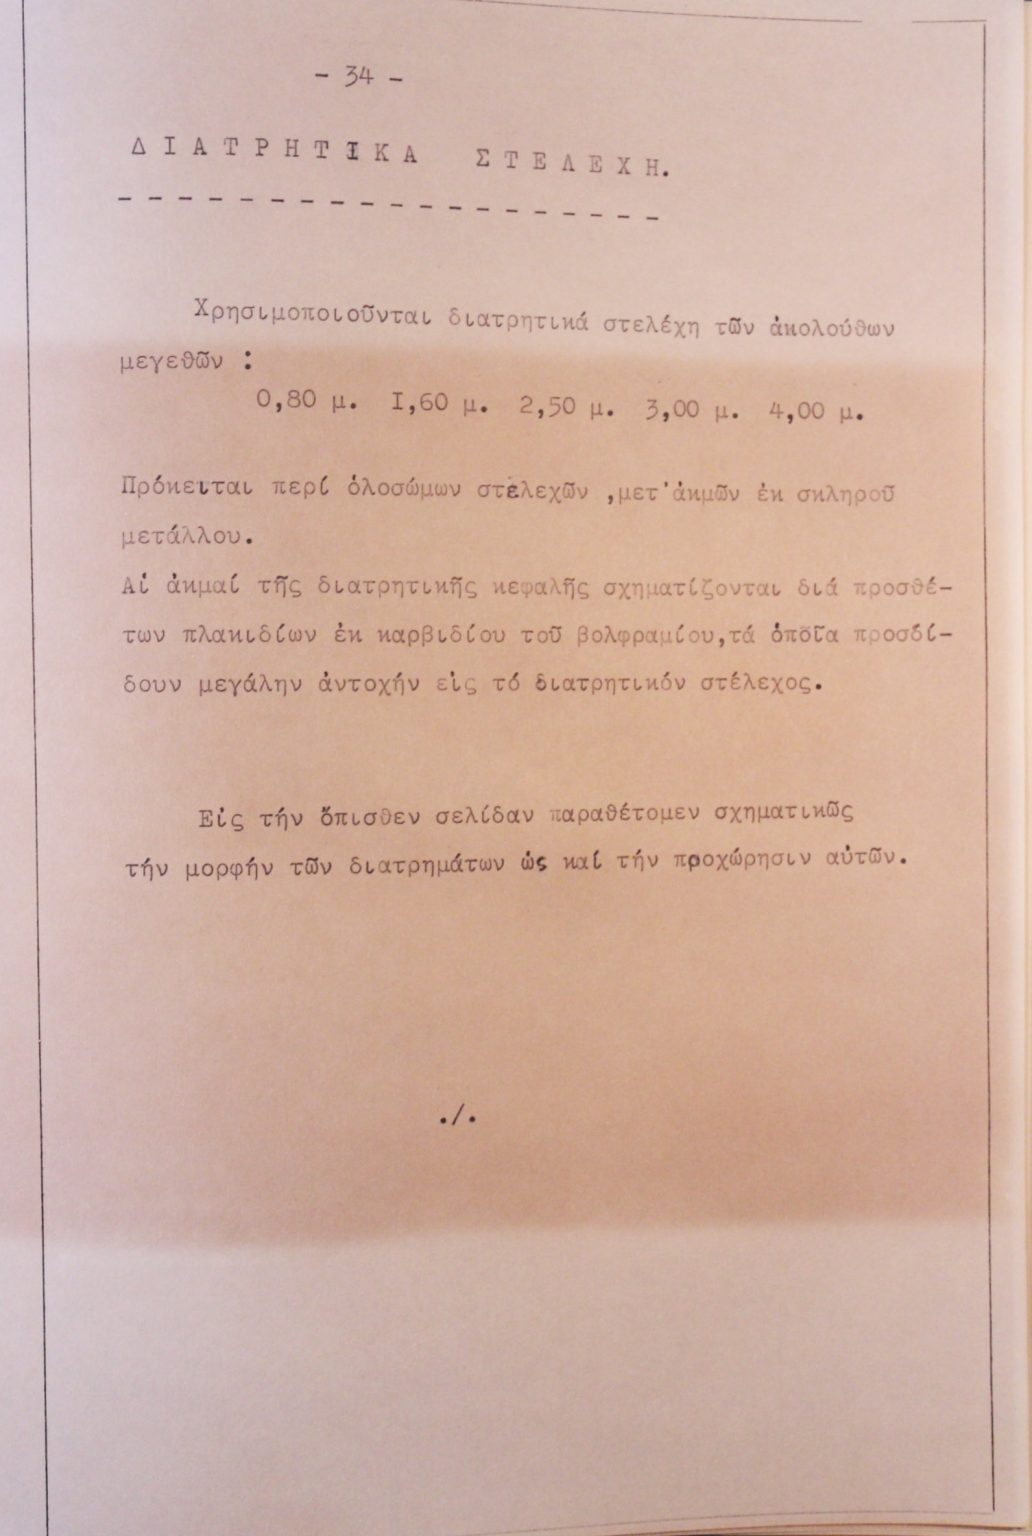 - 34 -
ΔΙΑΤΡΗΤΙΚΑ ΣΤΕΛΕΧΗ.
Χρησιμοποιοῦνται διατρητικά στελέχη τῶν ἀκολούθων
μεγεθῶν :
0,80 μ. I,60 μ. 2,50 μ. 3,00 μ. 4,00 μ.
Πρόκειται περί ὁλοσώμων στελεχῶν ,μετ'ἀκμῶν ἐκ σκληροῦ
μετάλλου.
Αἱ ἀκμαί τῆς διατρητικῆς κεφαλῆς σχηματίζονται διά προσθέ-
των πλακιδίων ἐκ καρβιδίου τοῦ βολφραμίου,τά ὁποῖα προσδί-
δουν μεγάλην ἀντοχήν εἰς τό διατρητικόν στέλεχος.
Εἰς τήν ὄπισθεν σελίδαν παραθέτομεν σχηματικῶς
τήν μορφήν τῶν διατρημάτων ὡς καί τήν προχώρησιν αὐτῶν.
./.